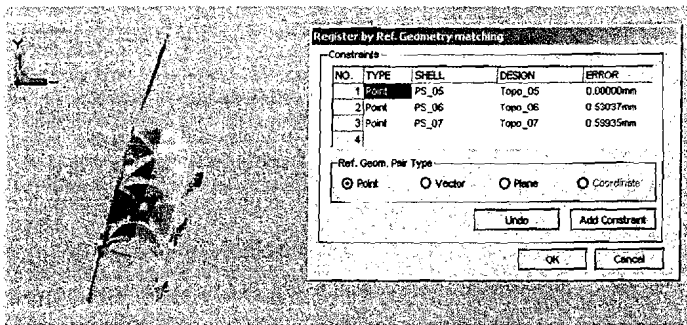 Y
Register by Ref. Geometry matching
Constraints
NO. TYPE SHELL DESIGN ERROR
1 Point PS_05 Topo_05 0.00000mm
2 Point PS_06 Topo_06 0.53037mm
3 Point PS_07 Topo_07 0.59935mm
4
Ref. Geom. Pair Type
Point Vector Plane Coordinate
Undo Add Constraint
OK Cancel